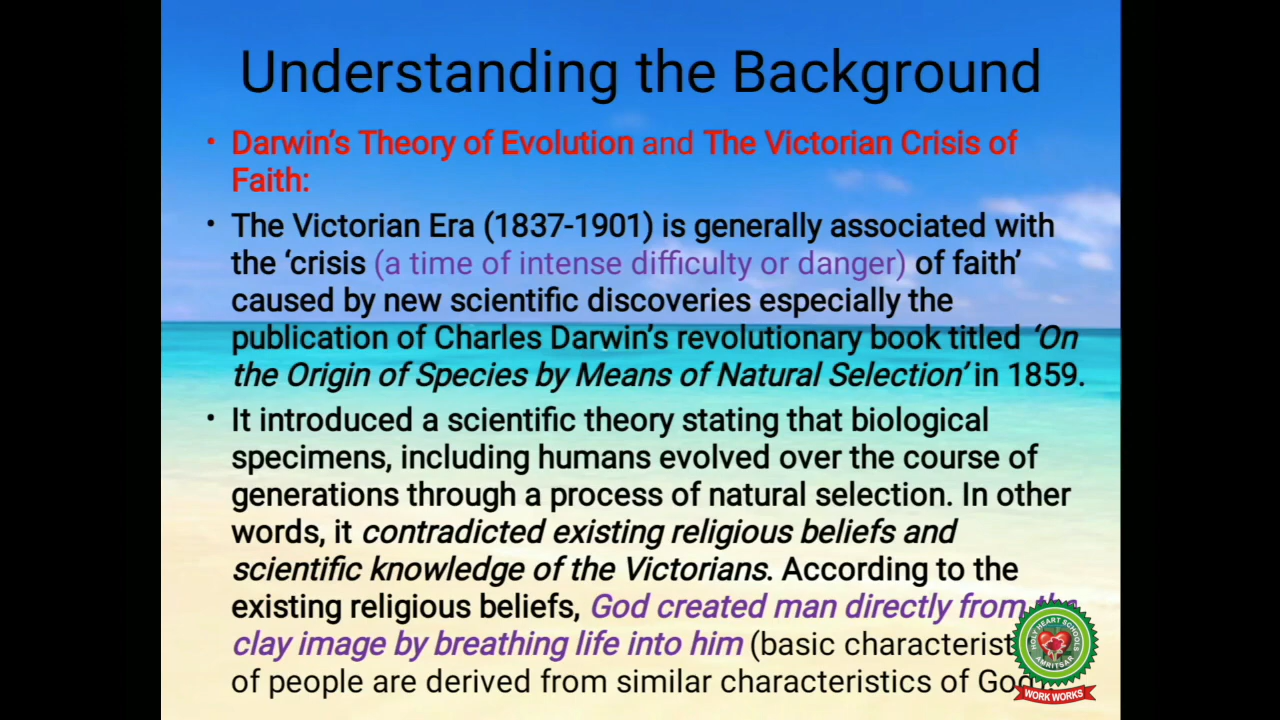 Understanding the Background
• Darwin's Theory of Evolution and The Victorian Crisis of
Faith:
• The Victorian Era (1837-1901) is generally associated with
the ‘crisis (a time of intense difficulty or danger) of faith’
caused by new scientific discoveries especially the
publication of Charles Darwin's revolutionary book titled ‘On
the Origin of Species by Means of Natural Selection’ in 1859.
• It introduced a scientific theory stating that biological
specimens, including humans evolved over the course of
generations through a process of natural selection. In other
words, it contradicted existing religious beliefs and
scientific knowledge of the Victorians. According to the
existing religious beliefs, God created man directly from the
clay image by breathing life into him (basic
of people are derived from similar characteristics of God
HOLY HEART SCHOOLS
AMRITSAR
WORK WORKS